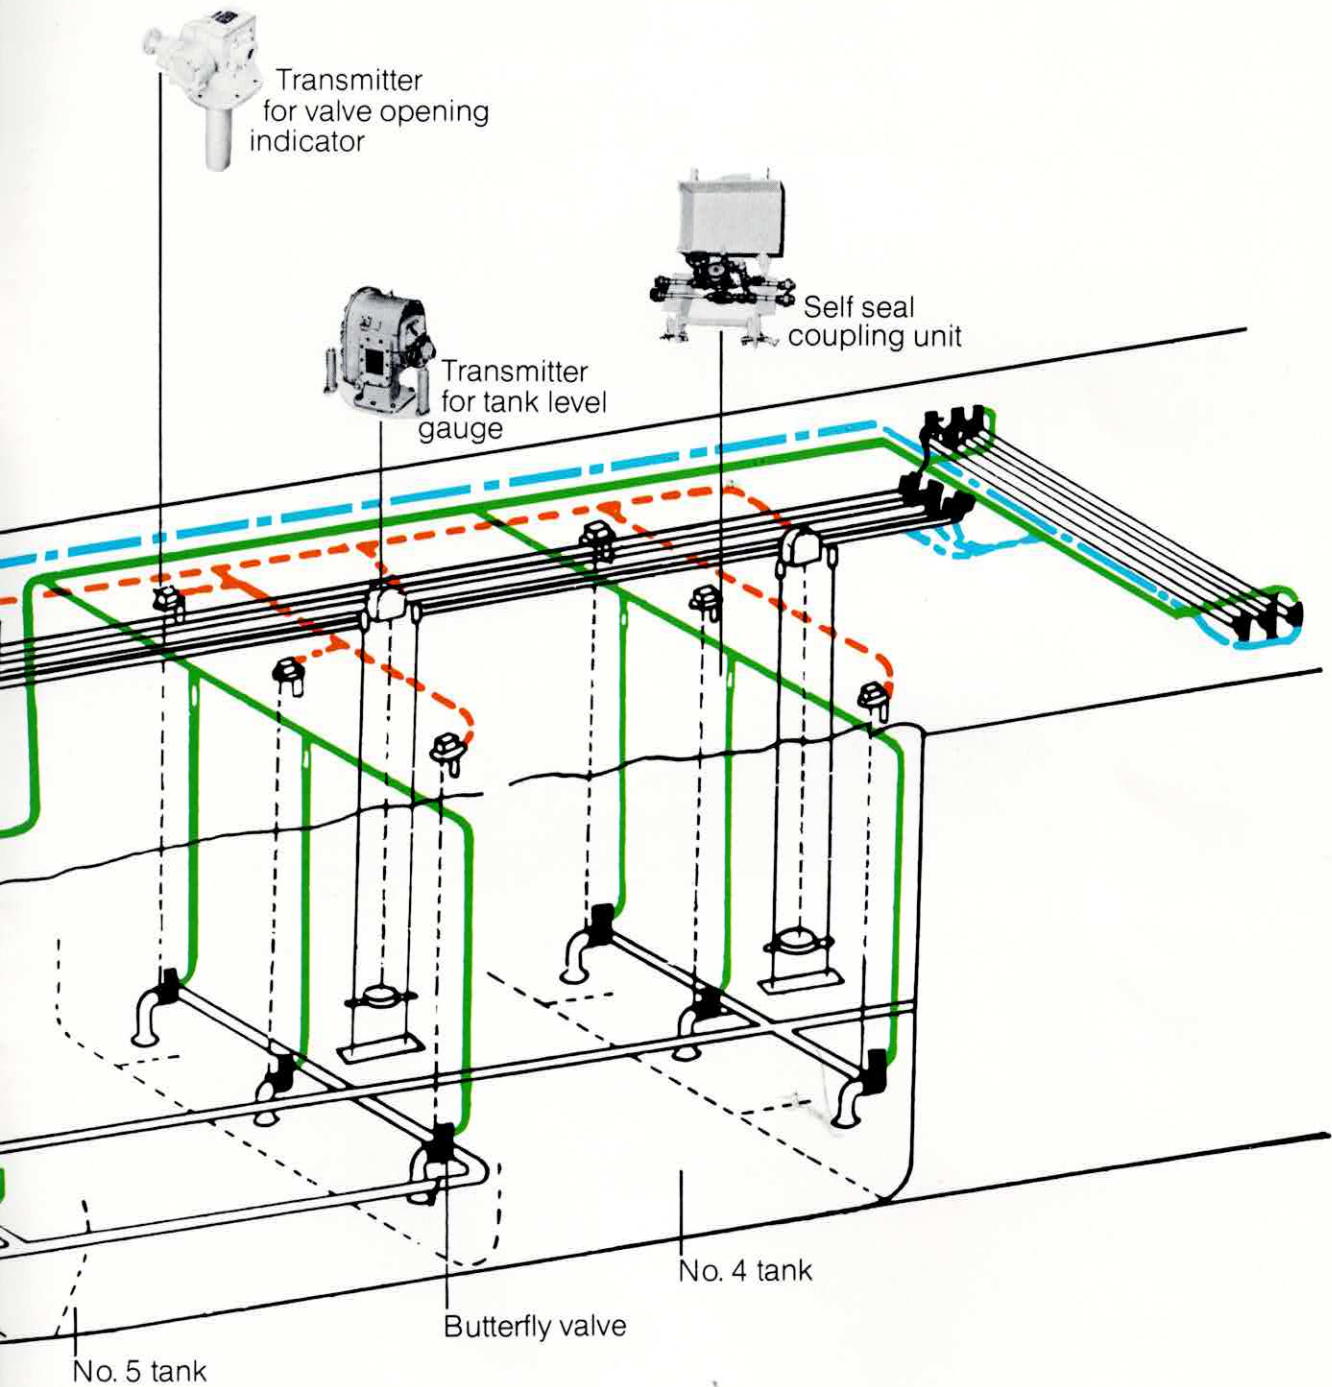 Transmitter
for valve opening
indicator
Self seal
coupling unit
Transmitter
for tank level
gauge
No. 4 tank
Butterfly valve
No. 5 tank